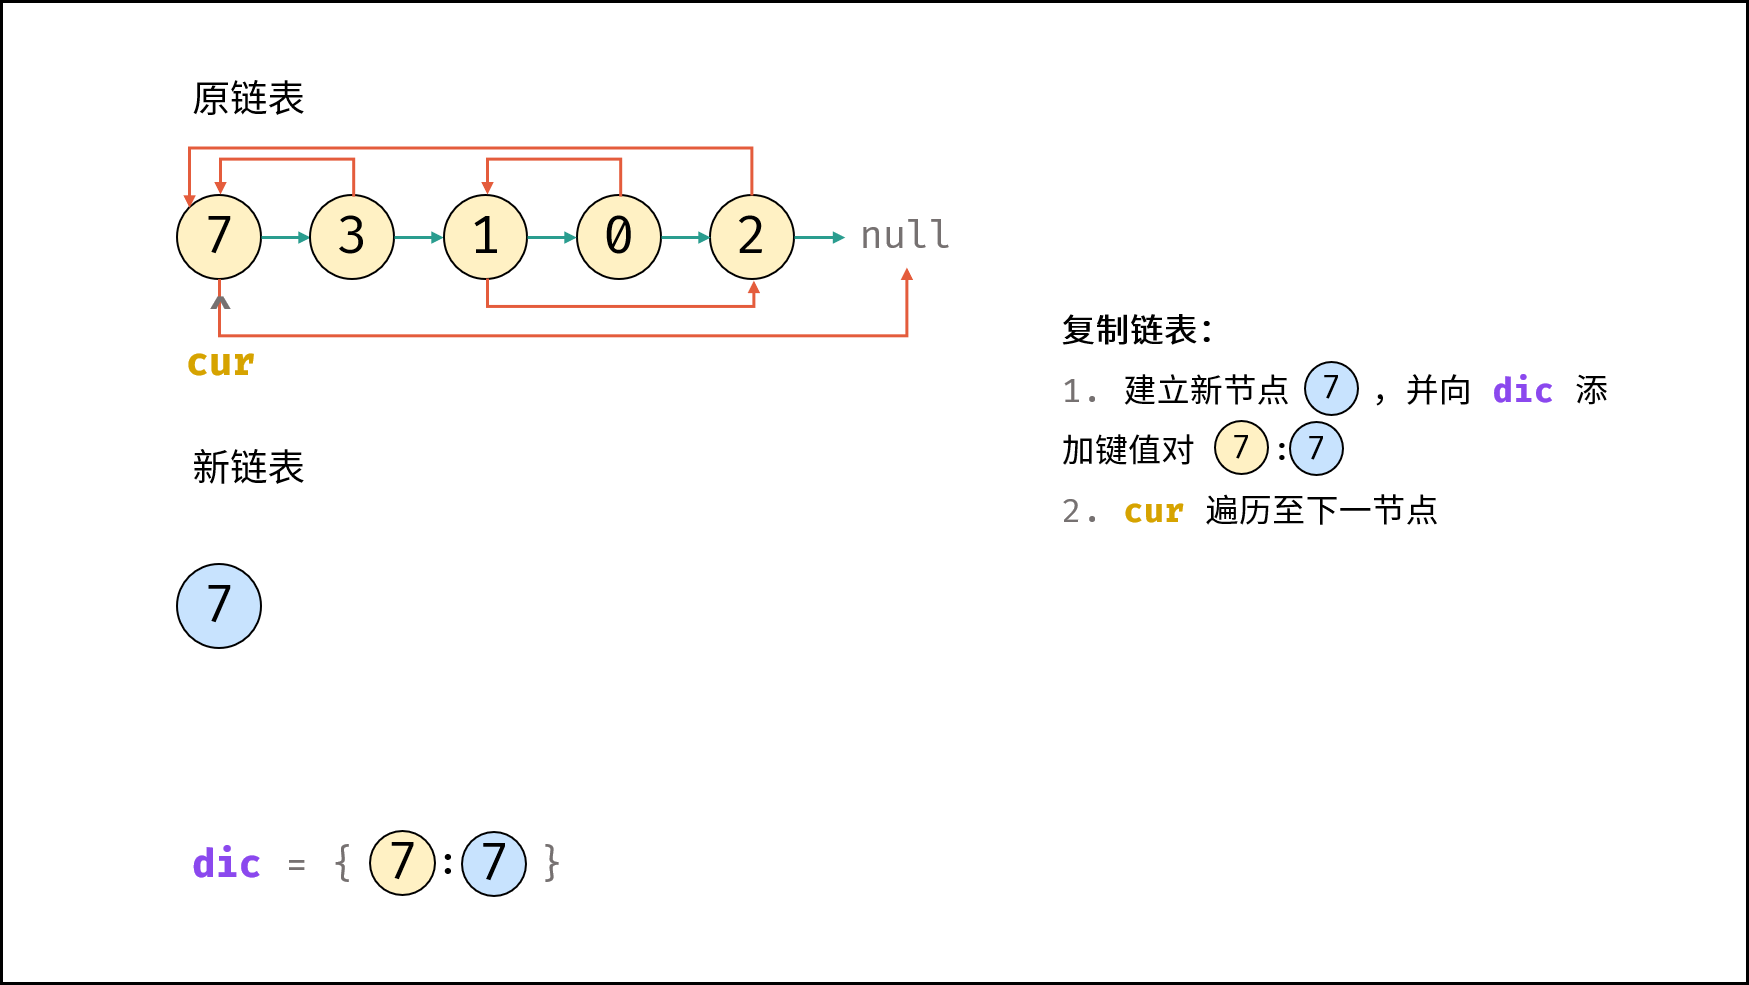 原链表
7 3 1 0 2 null
^
cur
新链表
7
dic = { 7 : 7 }
复制链表：
1. 建立新节点 7 ，并向 dic 添
加键值对 7 : 7
2. cur 遍历至下一节点